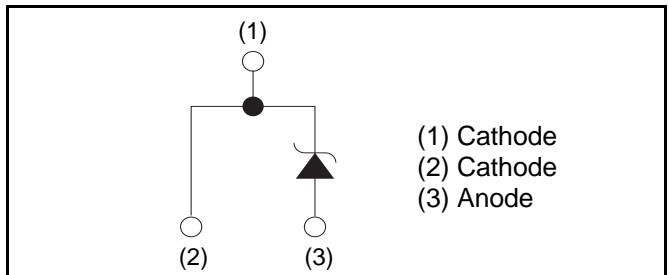 (1)
(1) Cathode
(2) Cathode
(3) Anode
(2)
(3)